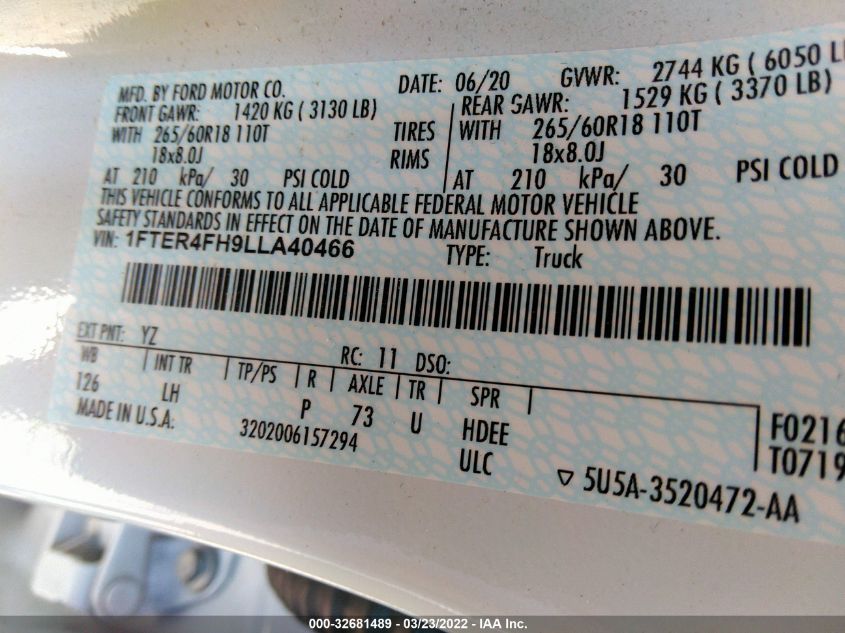 MFD. BY FORD MOTOR CO. DATE: 06/20 GVWR: 2744 KG ( 6050 L
FRONT GAWR: 1420 KG ( 3130 LB) REAR GAWR: 1529 KG ( 3370 LB)
WITH 265/60R18 110T TIRES WITH 265/60R18 110T
18x8.0J RIMS 18x8.0J
AT 210 kPa/ 30 PSI COLD AT 210 kPa/ 30 PSI COLD
THIS VEHICLE CONFORMS TO ALL APPLICABLE FEDERAL MOTOR VEHICLE
SAFETY STANDARDS IN EFFECT ON THE DATE OF MANUFACTURE SHOWN ABOVE.
VIN: 1FTER4FH9LLA40466 TYPE: Truck
EXT PNT: YZ RC: 11 DSO:
WB INT TR TP/PS R AXLE TR SPR
126 LH P 73 U HDEE F0216
MADE IN U.S.A. 3202006157294 ULC T0719
▽ 5U5A-3520472-AA
000-32681489 - 03/23/2022 - IAA Inc.